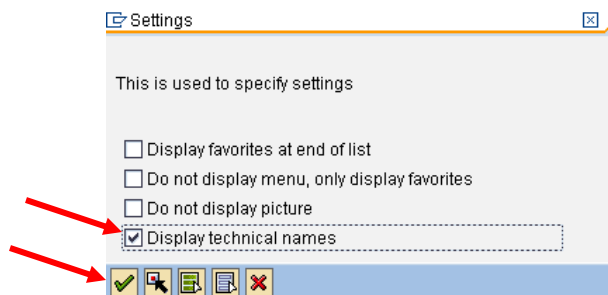 Settings
This is used to specify settings
Display favorites at end of list
Do not display menu, only display favorites
Do not display picture
Display technical names